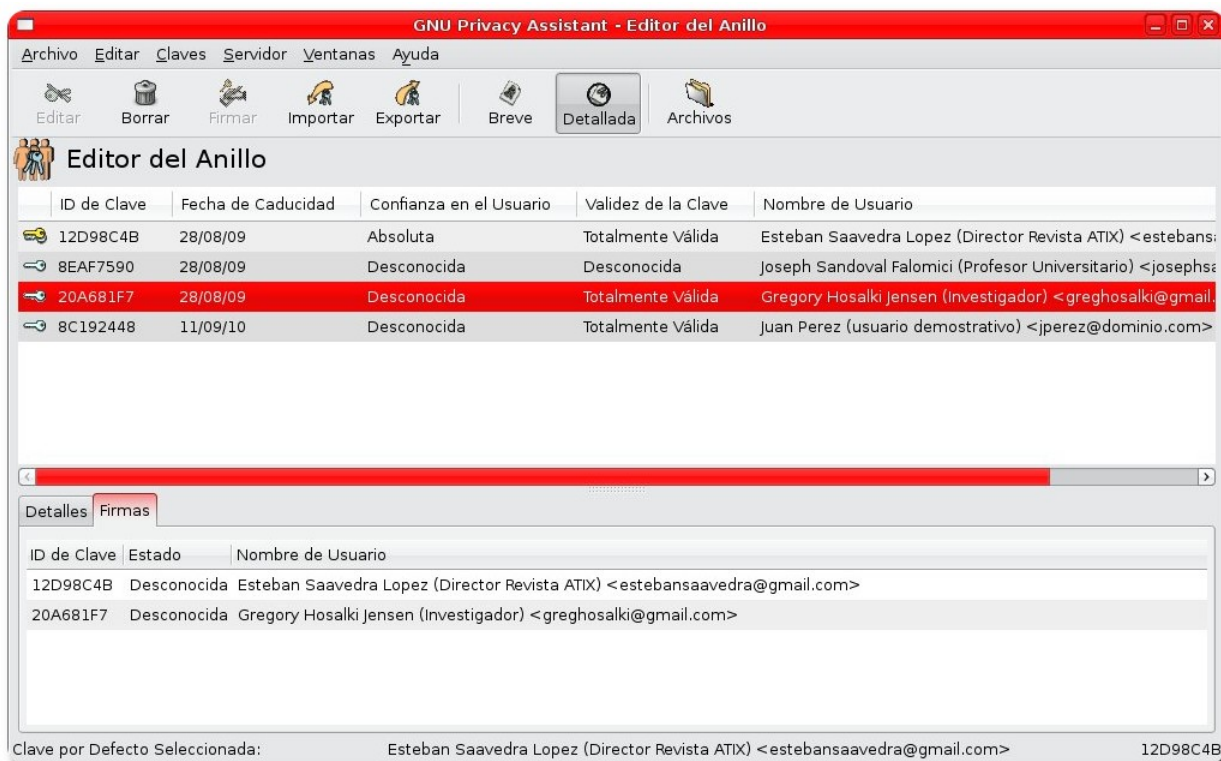 GNU Privacy Assistant - Editor del Anillo
Archivo Editar Claves Servidor Ventanas Ayuda
Editar Borrar Firmar Importar Exportar Breve Detallada Archivos
Editor del Anillo
ID de Clave Fecha de Caducidad Confianza en el Usuario Validez de la Clave Nombre de Usuario
12D98C4B 28/08/09 Absoluta Totalmente Válida Esteban Saavedra Lopez (Director Revista ATIX) <estebansa
8EAF7590 28/08/09 Desconocida Desconocida Joseph Sandoval Falomici (Profesor Universitario) <josephsa
20A681F7 28/08/09 Desconocida Totalmente Válida Gregory Hosalki Jensen (Investigador) <greghosalki@gmail.
8C192448 11/09/10 Desconocida Totalmente Válida Juan Perez (usuario demostrativo) <jperez@dominio.com>
Detalles Firmas
ID de Clave Estado Nombre de Usuario
12D98C4B Desconocida Esteban Saavedra Lopez (Director Revista ATIX) <estebansaavedra@gmail.com>
20A681F7 Desconocida Gregory Hosalki Jensen (Investigador) <greghosalki@gmail.com>
Clave por Defecto Seleccionada: Esteban Saavedra Lopez (Director Revista ATIX) <estebansaavedra@gmail.com> 12D98C4B